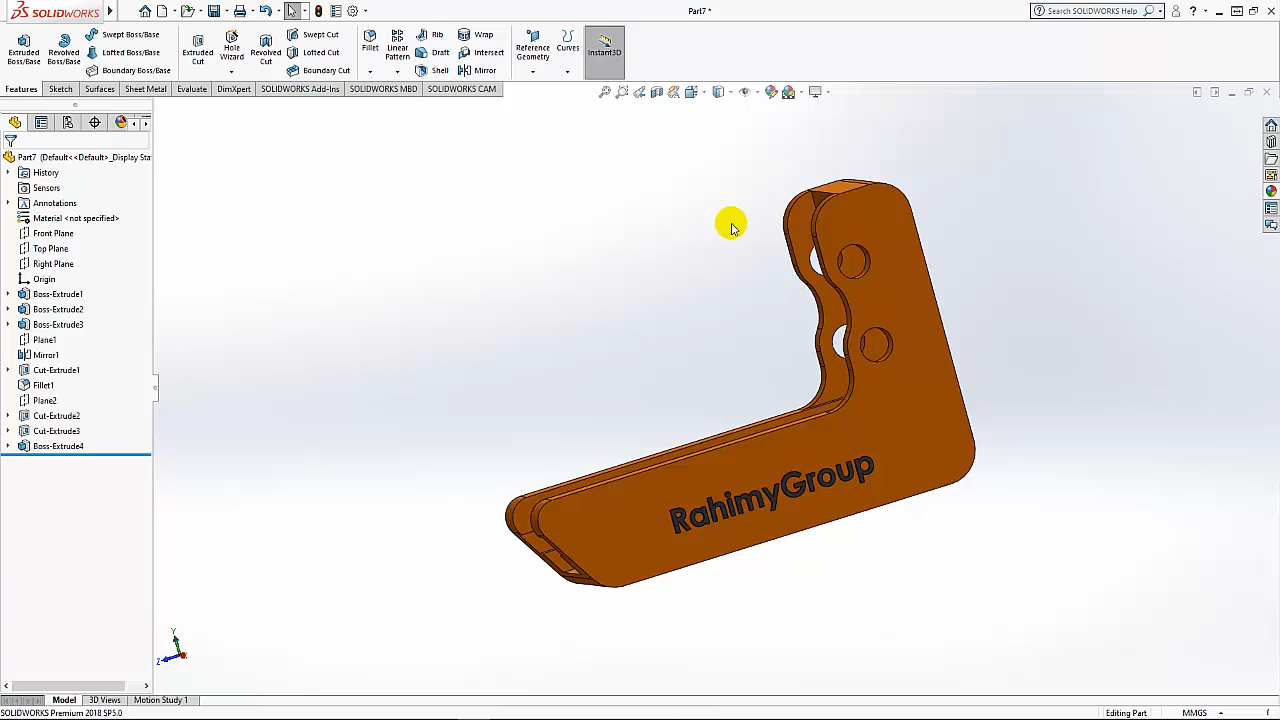 SOLIDWORKS
Part7 *
Search SOLIDWORKS Help
Extruded Boss/Base
Revolved Boss/Base
Swept Boss/Base
Lofted Boss/Base
Boundary Boss/Base
Extruded Cut
Hole Wizard
Revolved Cut
Swept Cut
Lofted Cut
Boundary Cut
Fillet
Linear Pattern
Rib
Draft
Shell
Wrap
Intersect
Mirror
Reference Geometry
Curves
Instant3D
Features
Sketch
Surfaces
Sheet Metal
Evaluate
DimXpert
SOLIDWORKS Add-Ins
SOLIDWORKS MBD
SOLIDWORKS CAM
Part7 (Default<<Default>_Display Sta
History
Sensors
Annotations
Material <not specified>
Front Plane
Top Plane
Right Plane
Origin
Boss-Extrude1
Boss-Extrude2
Boss-Extrude3
Plane1
Mirror1
Cut-Extrude1
Fillet1
Plane2
Cut-Extrude2
Cut-Extrude3
Boss-Extrude4
RahimyGroup
Y
Z
Model
3D Views
Motion Study 1
SOLIDWORKS Premium 2018 SP5.0
Editing Part
MMGS